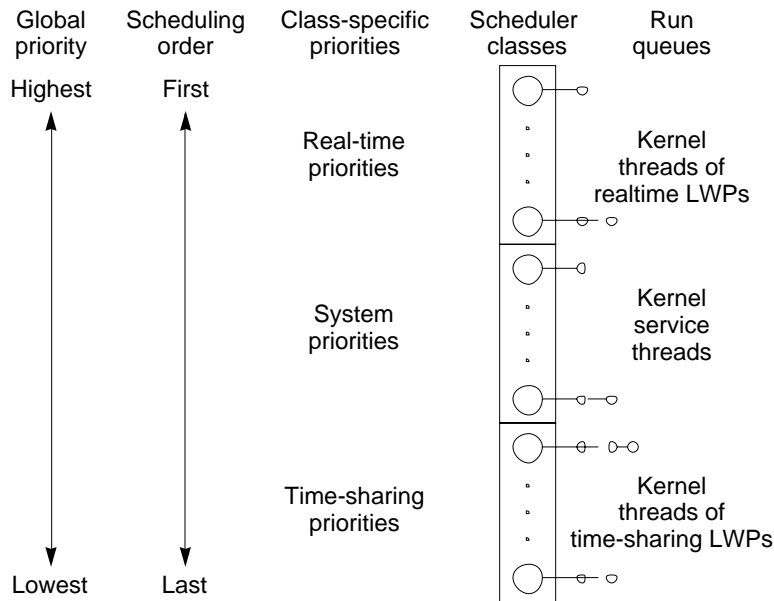 Global
priority
Scheduling
order
Class-specific
priorities
Scheduler
classes
Run
queues
Highest
First
Real-time
priorities
Kernel
threads of
realtime LWPs
System
priorities
Kernel
service
threads
Time-sharing
priorities
Kernel
threads of
time-sharing LWPs
Lowest
Last